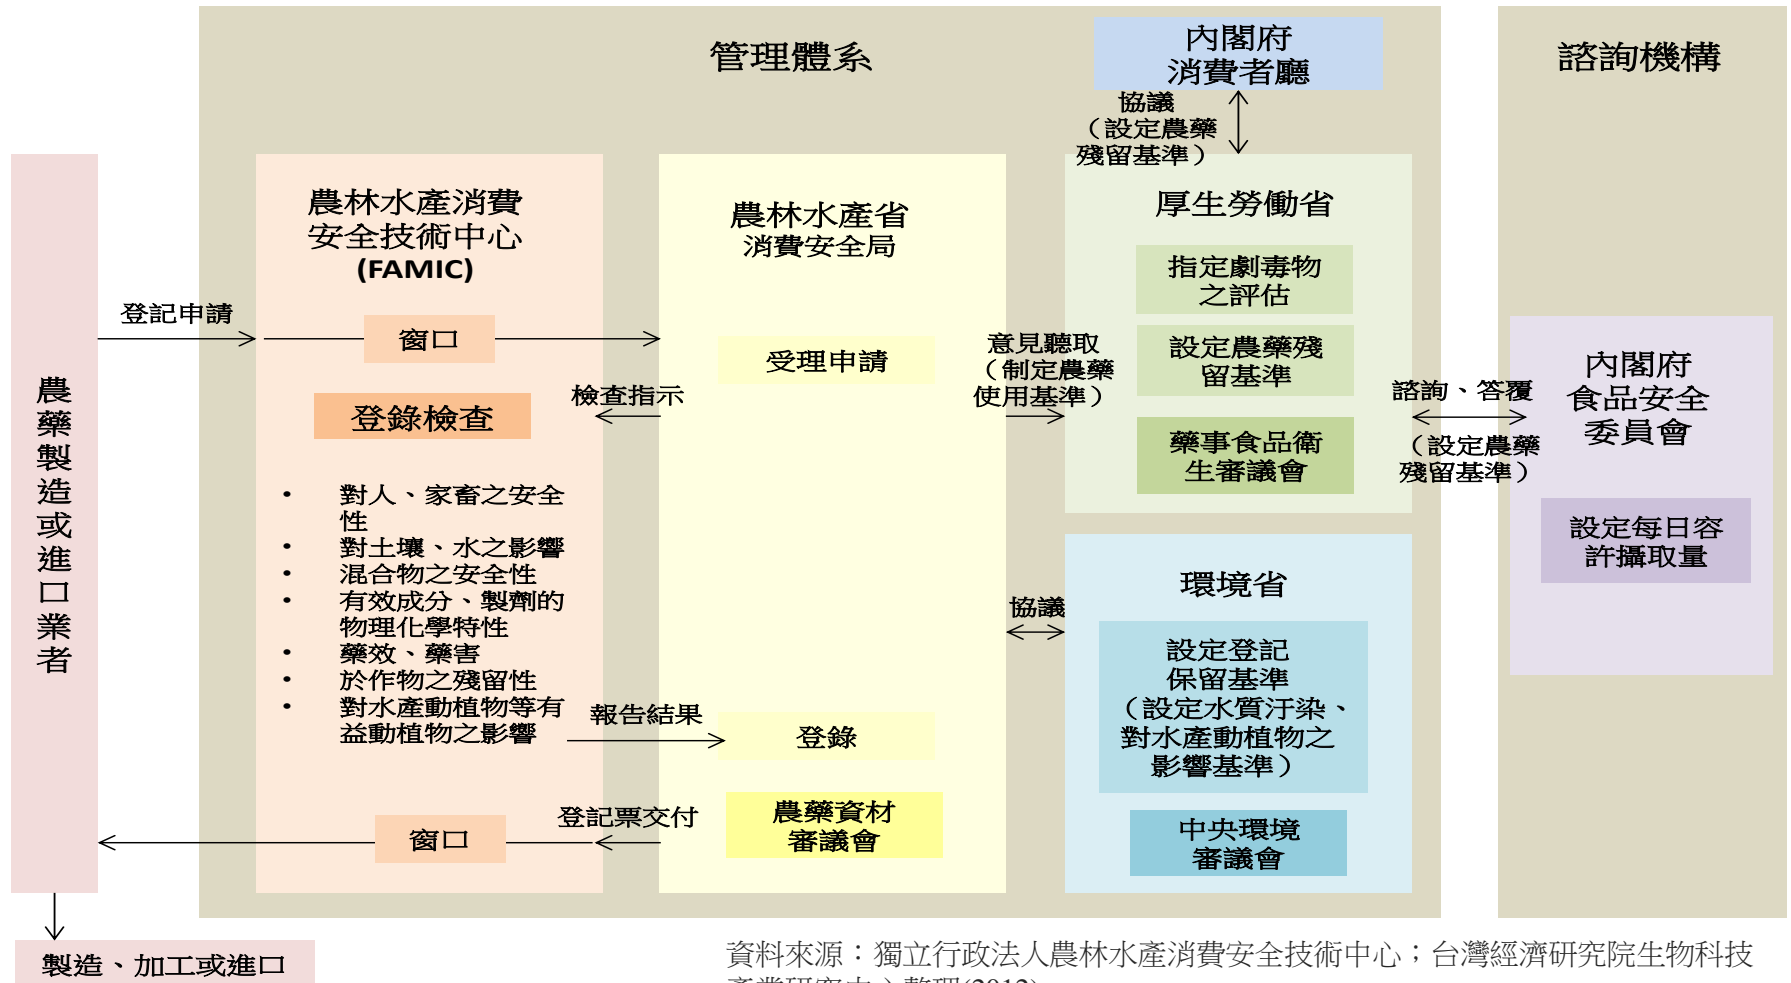 管理體系
內閣府
消費者廳
諮詢機構
協議
（設定農藥
殘留基準）
農藥製造或進口業者
農林水產消費
安全技術中心
(FAMIC)
登記申請
窗口
登錄檢查
• 對人、家畜之安全
性
• 對土壤、水之影響
• 混合物之安全性
• 有效成分、製劑的
物理化學特性
• 藥效、藥害
• 於作物之殘留性
• 對水產動植物等有
益動植物之影響
窗口
農林水產省
消費安全局
受理申請
檢查指示
報告結果
登錄
農藥資材
審議會
登記票交付
意見聽取
（制定農藥
使用基準）
協議
厚生勞働省
指定劇毒物
之評估
設定農藥殘
留基準
藥事食品衛
生審議會
環境省
設定登記
保留基準
（設定水質汙染、
對水產動植物之
影響基準）
中央環境
審議會
諮詢、答覆
（設定農藥
殘留基準）
內閣府
食品安全
委員會
設定每日容
許攝取量
製造、加工或進口
資料來源：獨立行政法人農林水產消費安全技術中心；台灣經濟研究院生物科技
產業研究中心整理(2012)